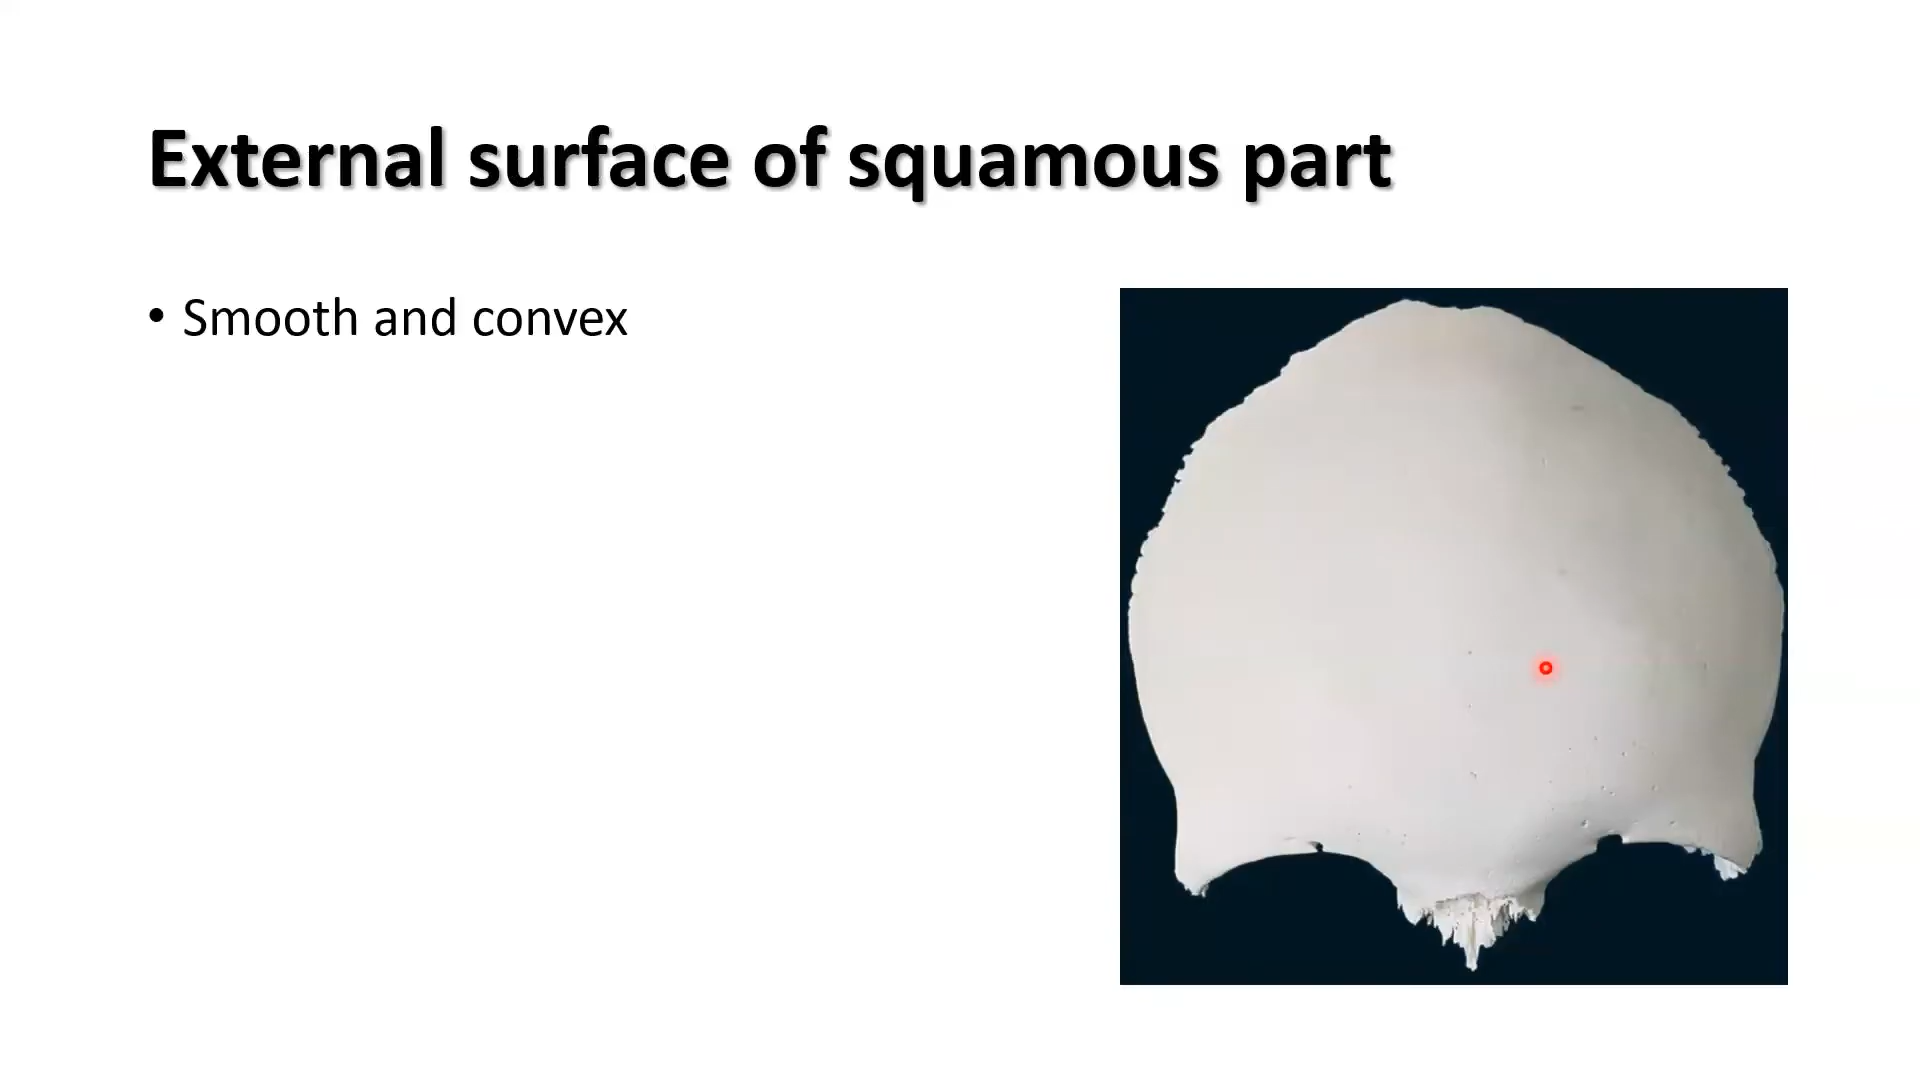 External surface of squamous part
• Smooth and convex